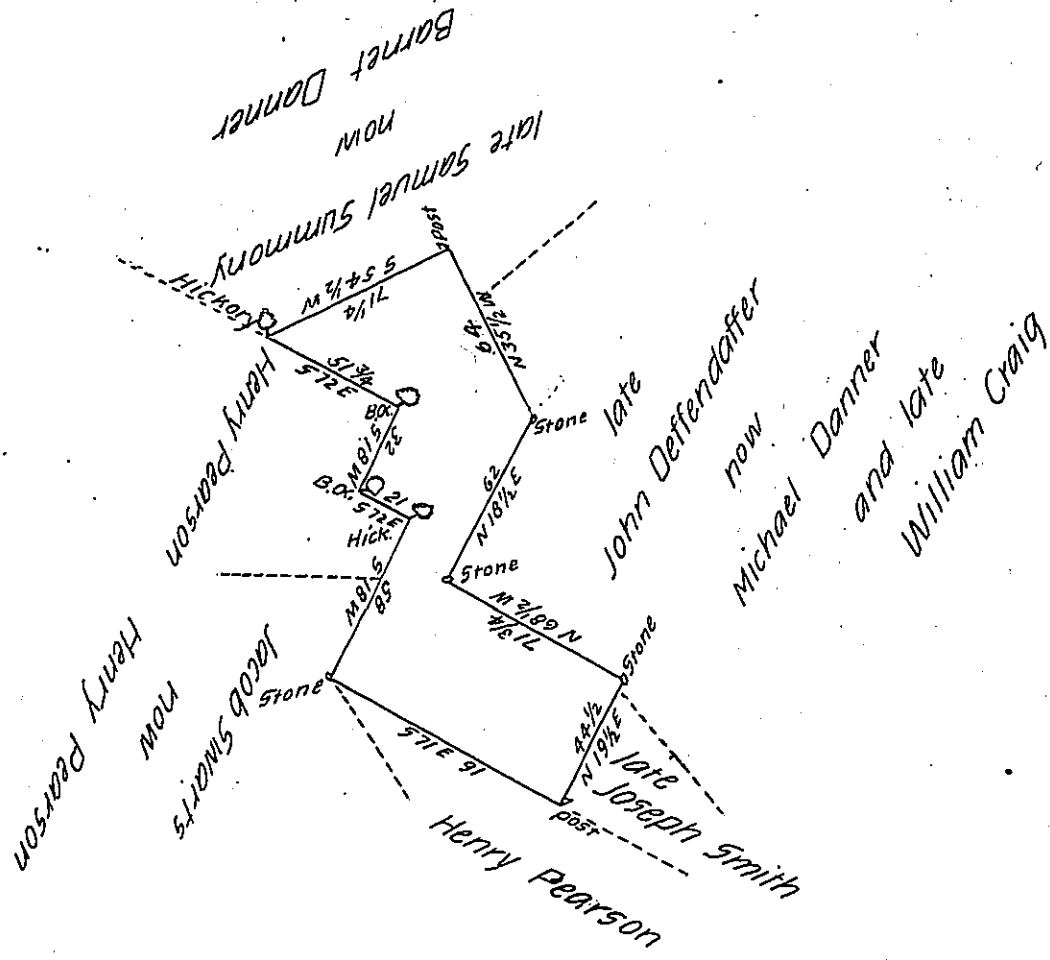 Barnet Danner
now
late Samuel Summony
Post
S 54½ W
71¼
Hickory
S 72 E
51¾
B.O.
S 18 W
32
B.O.
21
S 72 E
Hick.
S 18 W
58
Stone
S 71 E 91
Post
44½
N 19½ E
Stone
N 68½ W
71¾
Stone
62
N 18½ E
Stone
N 35½ W
64
Henry Pearson
Jacob Swarts
now
Henry Pearson
Henry Pearson
late
Joseph Smith
late
John Deffendaffer
now
Michael Danner
and late
William Craig